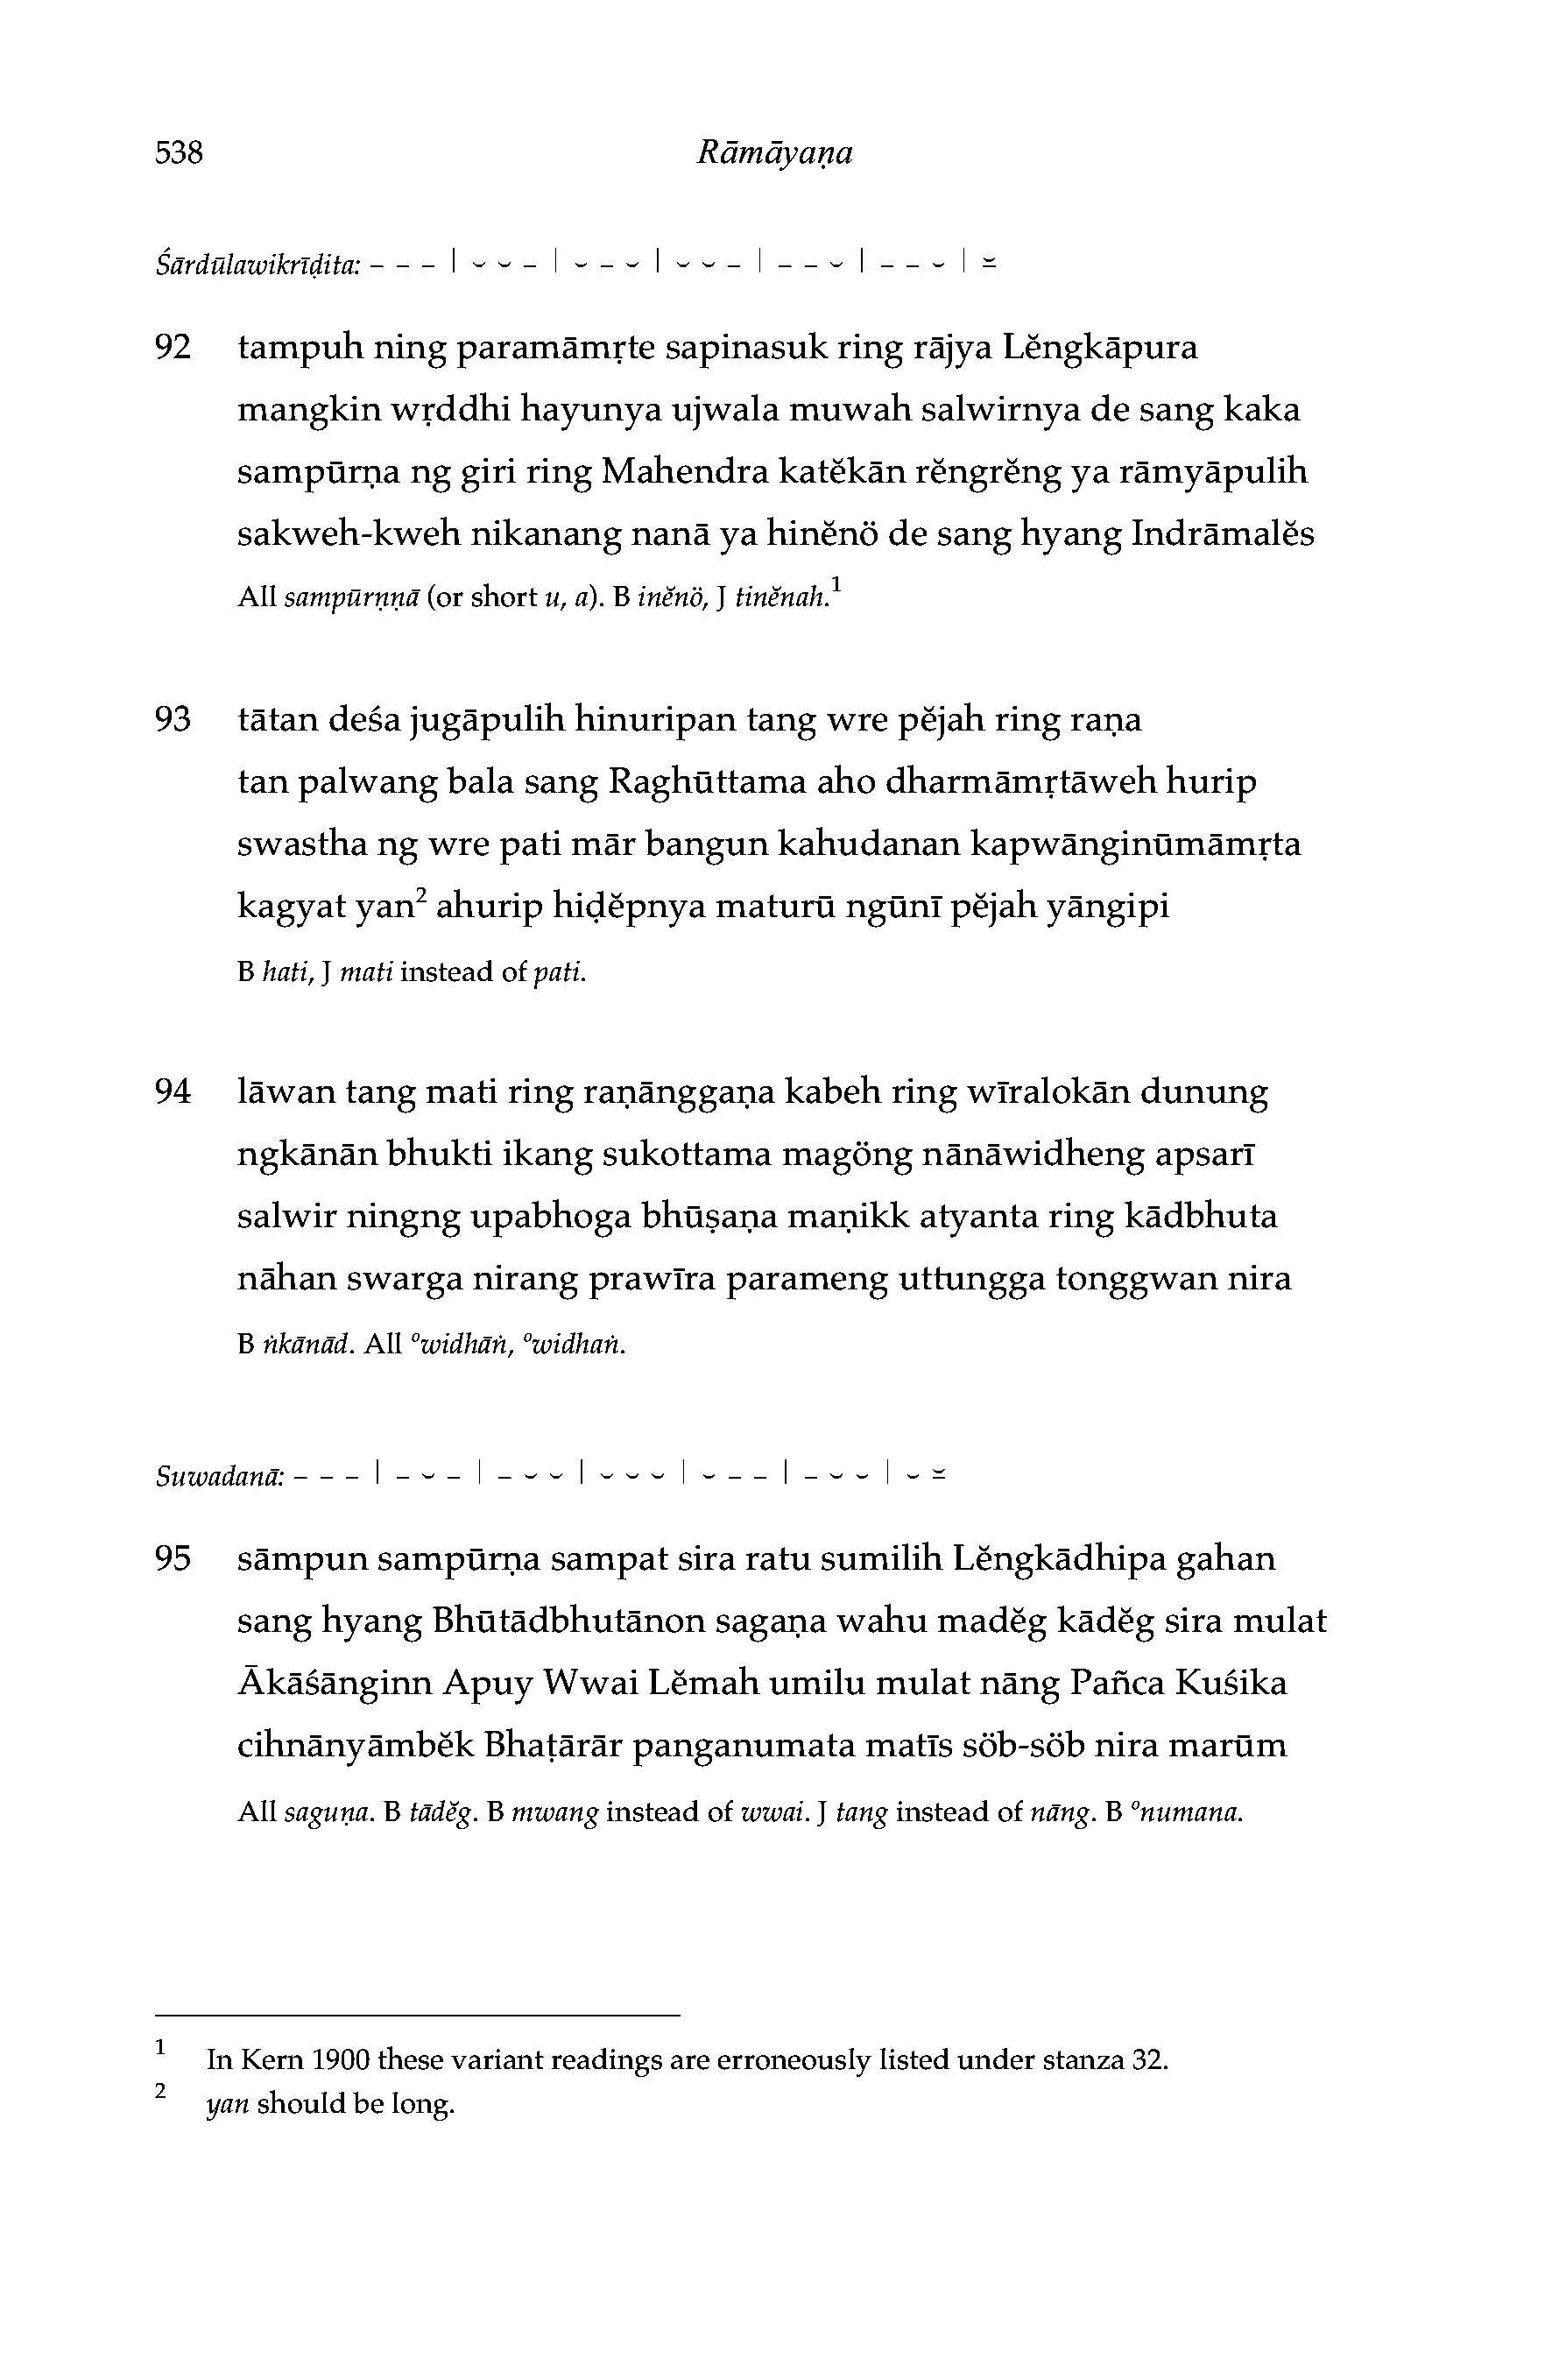 538 Rāmāyaṇa
Śārdūlawikrīḍita: – – – | ⏑ ⏑ – | ⏑ – ⏑ | ⏑ ⏑ – | – – ⏑ | – – ⏑ | ⏓
92 tampuh ning paramāmṛte sapinasuk ring rājya Lĕngkāpura
mangkin wṛddhi hayunya ujwala muwah salwirnya de sang kaka
sampūrṇa ng giri ring Mahendra katĕkān rĕngrĕng ya rāmyāpulih
sakweh-kweh nikanang nanā ya hinĕnö de sang hyang Indrāmalĕs
All sampūrṇṇā (or short u, a). B inĕnö, J tinĕnah.1
93 tātan deśa jugāpulih hinuripan tang wre pĕjah ring raṇa
tan palwang bala sang Raghūttama aho dharmāmṛtāweh hurip
swastha ng wre pati mār bangun kahudanan kapwānginūmāmṛta
kagyat yan2 ahurip hiḍĕpnya maturū ngūnī pĕjah yāngipi
B hati, J mati instead of pati.
94 lāwan tang mati ring raṇānggaṇa kabeh ring wīralokān dunung
ngkānān bhukti ikang sukottama magöng nānāwidheng apsarī
salwir ningng upabhoga bhūṣaṇa maṇikk atyanta ring kādbhuta
nāhan swarga nirang prawīra parameng uttungga tonggwan nira
B ṅkānād. All °widhāṅ, °widhaṅ.
Suwadanā: – – – | – ⏑ – | – ⏑ ⏑ | ⏑ ⏑ ⏑ | ⏑ – – | – ⏑ ⏑ | ⏑ ⏓
95 sāmpun sampūrṇa sampat sira ratu sumilih Lĕngkādhipa gahan
sang hyang Bhūtādbhutānon sagaṇa wahu madĕg kādĕg sira mulat
Ākāśānginn Apuy Wwai Lĕmah umilu mulat nāng Pañca Kuśika
cihnānyāmbĕk Bhaṭārār panganumata matīs söb-söb nira marūm
All saguṇa. B tādĕg. B mwang instead of wwai. J tang instead of nāng. B °numana.
1 In Kern 1900 these variant readings are erroneously listed under stanza 32.
2 yan should be long.